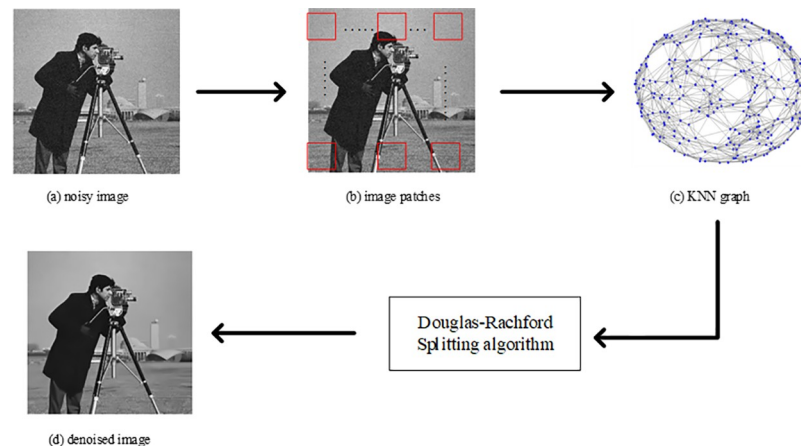 (a) noisy image
(b) image patches
(c) KNN graph
Douglas-Rachford
Splitting algorithm
(d) denoised image